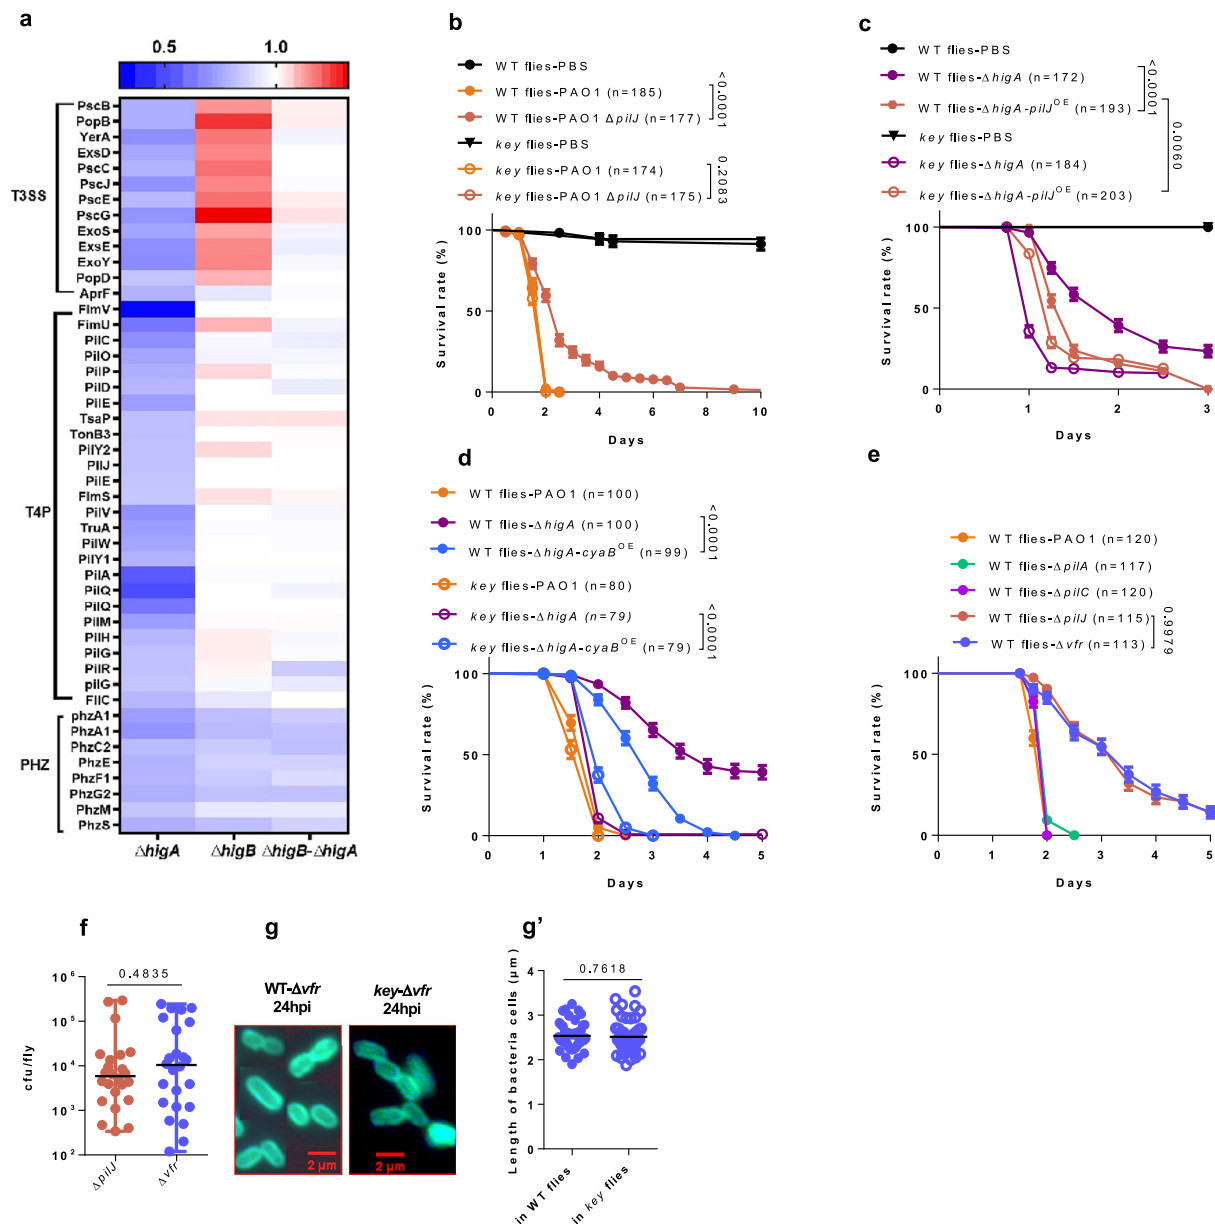 a
0.5 1.0
T3SS
PscB
PopB
YerA
ExsD
PscC
PscJ
PscE
PscG
ExoS
ExsE
ExoY
PopD
AprF
T4P
FimV
FimU
PilC
PilO
PilP
PilD
PilE
TsaP
TonB3
PilY2
PilJ
PilE
FimS
PilV
TruA
PilW
PilY1
PilA
PilQ
PilQ
PilM
PilH
PilG
PilR
pilG
FliC
PHZ
phzA1
PhzA1
PhzC2
PhzE
PhzF1
PhzG2
PhzM
PhzS
ΔhigA ΔhigB ΔhigB-ΔhigA
b
WT flies-PBS
WT flies-PAO1 (n=185)
WT flies-PAO1 ΔpilJ (n=177)
<0.0001
key flies-PBS
key flies-PAO1 (n=174)
key flies-PAO1 ΔpilJ (n=175)
0.2083
Survival rate (%)
100
50
0
0 2 4 6 8 10
Days
c
WT flies-PBS
WT flies-ΔhigA (n=172)
WT flies-ΔhigA-pilJOE (n=193)
<0.0001
key flies-PBS
key flies-ΔhigA (n=184)
key flies-ΔhigA-pilJOE (n=203)
0.0060
Survival rate (%)
100
50
0
0 1 2 3
Days
d
WT flies-PAO1 (n=100)
WT flies-ΔhigA (n=100)
WT flies-ΔhigA-cyaBOE (n=99)
<0.0001
key flies-PAO1 (n=80)
key flies-ΔhigA (n=79)
key flies-ΔhigA-cyaBOE (n=79)
<0.0001
Survival rate (%)
100
50
0
0 1 2 3 4 5
Days
e
WT flies-PAO1 (n=120)
WT flies-ΔpilA (n=117)
WT flies-ΔpilC (n=120)
WT flies-ΔpilJ (n=115)
WT flies-Δvfr (n=113)
0.9979
Survival rate (%)
100
50
0
0 1 2 3 4 5
Days
f
0.4835
cfu/fly
10^6
10^5
10^4
10^3
10^2
ΔpilJ Δvfr
g
WT-Δvfr
24hpi
key-Δvfr
24hpi
2 μm
2 μm
g'
0.7618
Length of bacteria cells (μm)
4
3
2
1
0
in WT flies
in key flies